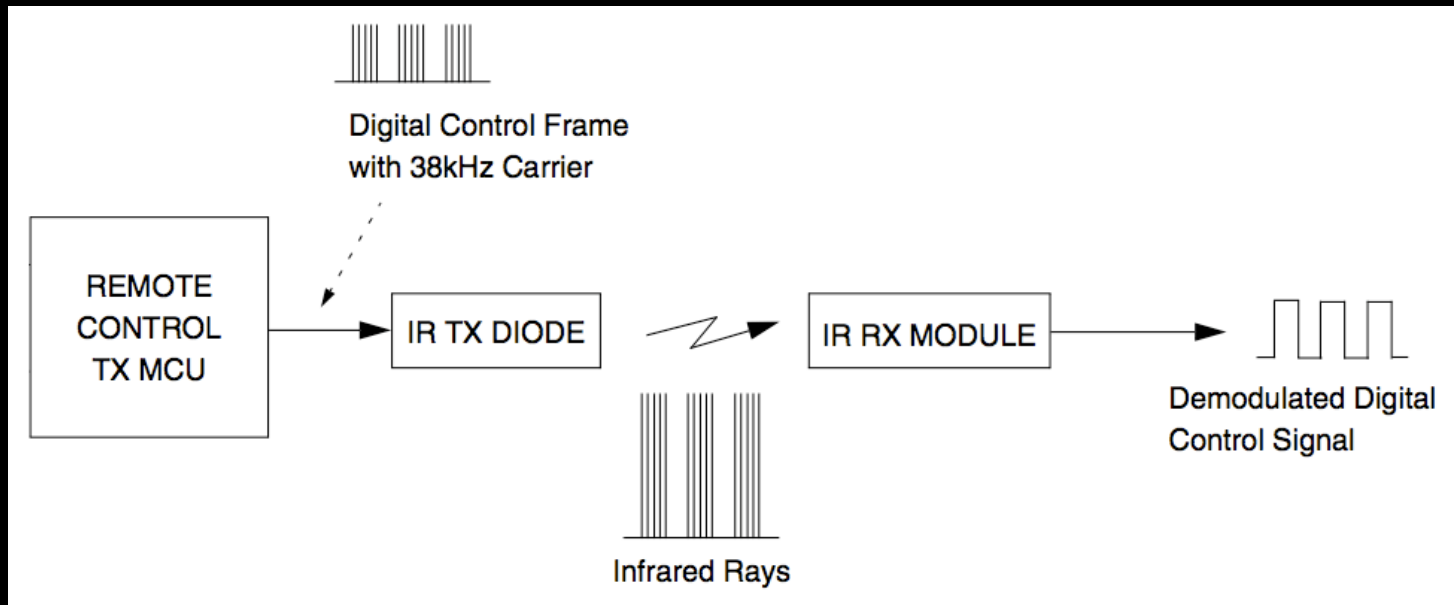 Digital Control Frame
with 38kHz Carrier
REMOTE
CONTROL
TX MCU
IR TX DIODE
IR RX MODULE
Demodulated Digital
Control Signal
Infrared Rays